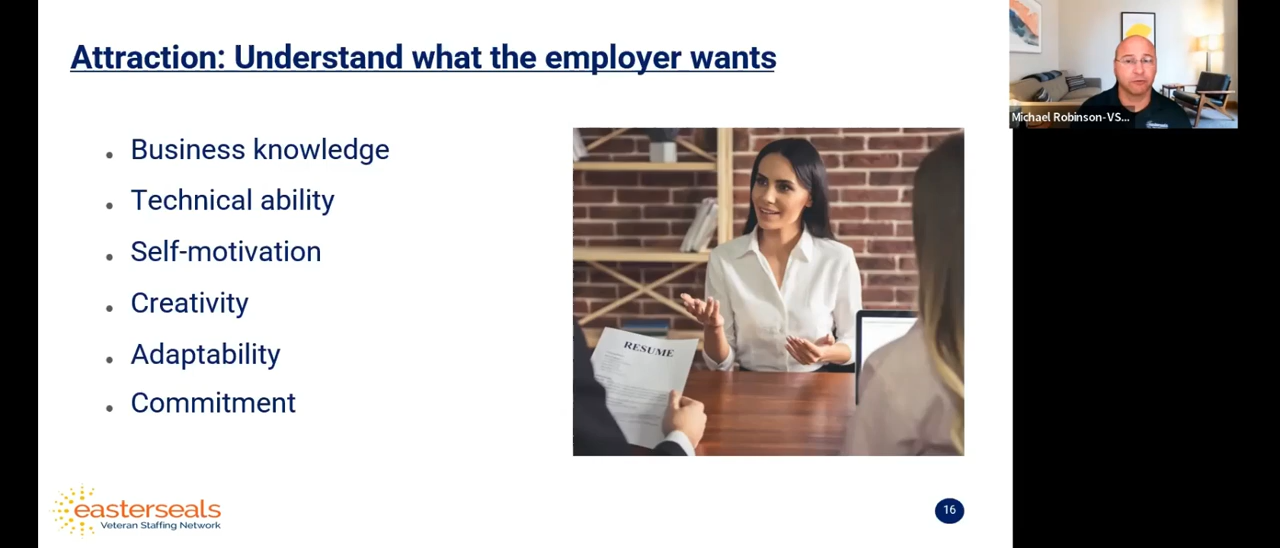 Attraction: Understand what the employer wants
Business knowledge
Technical ability
Self-motivation
Creativity
Adaptability
Commitment
RESUME
easterseals
Veteran Staffing Network
16
Michael Robinson-VS...